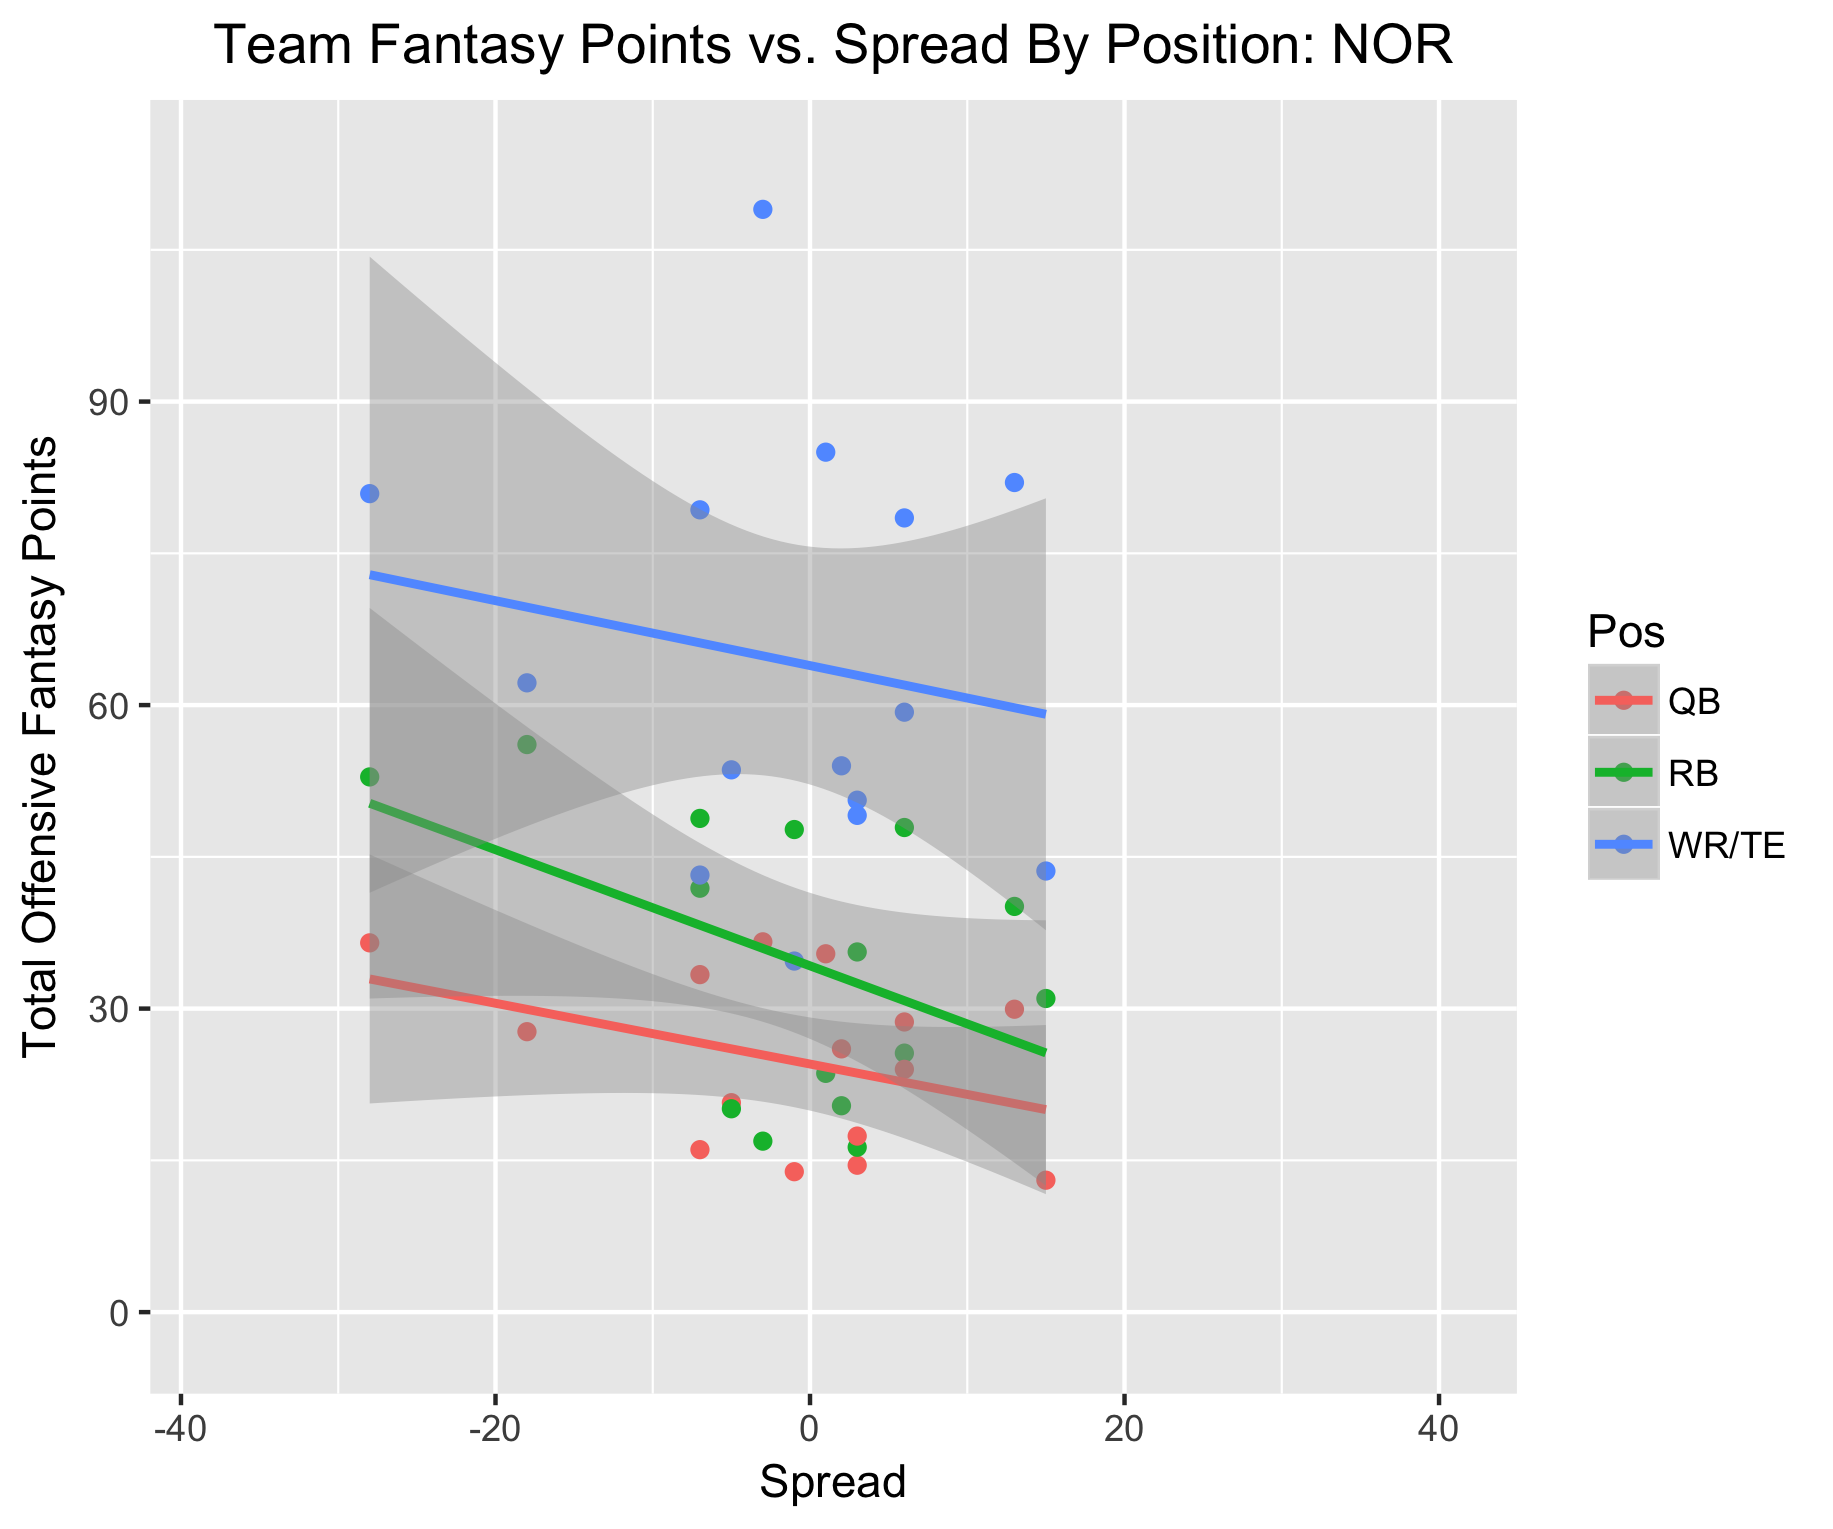 Team Fantasy Points vs. Spread By Position: NOR
Total Offensive Fantasy Points
90
60
30
0
-40
-20
0
20
40
Spread
Pos
QB
RB
WR/TE